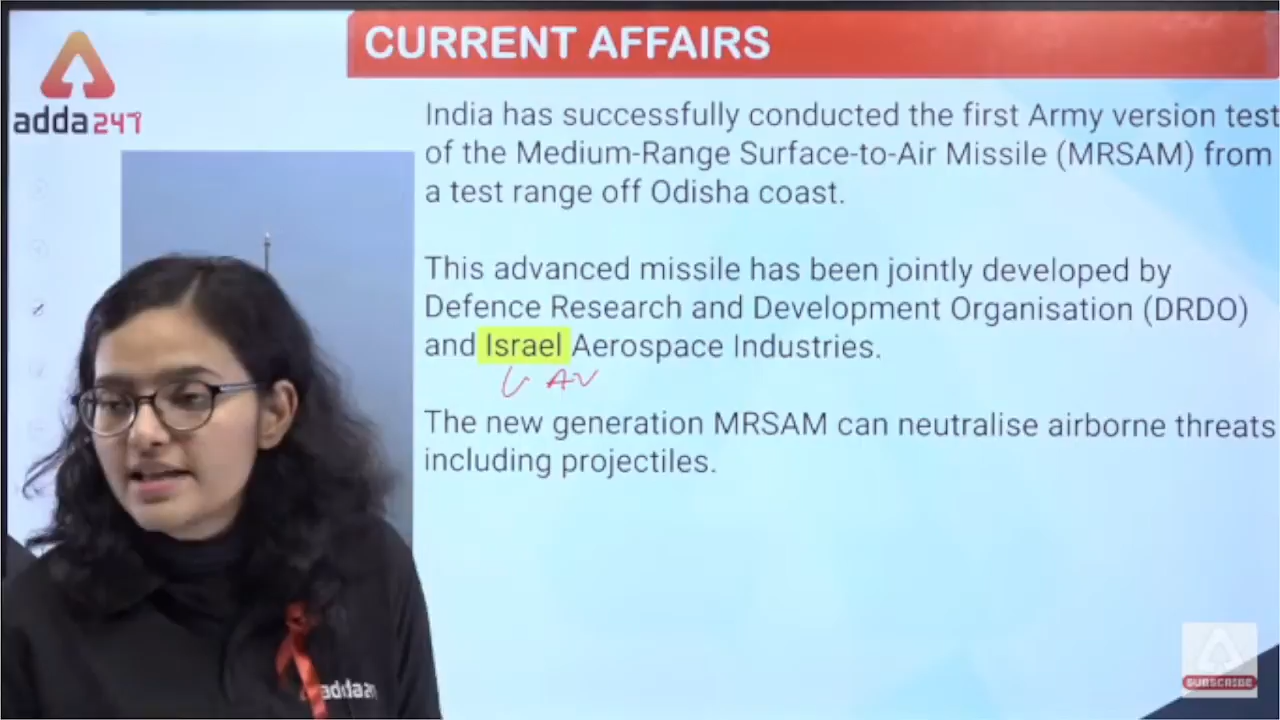 CURRENT AFFAIRS
adda247
India has successfully conducted the first Army version test
of the Medium-Range Surface-to-Air Missile (MRSAM) from
a test range off Odisha coast.
This advanced missile has been jointly developed by
Defence Research and Development Organisation (DRDO)
and Israel Aerospace Industries.
The new generation MRSAM can neutralise airborne threats
including projectiles.
SUBSCRIBE